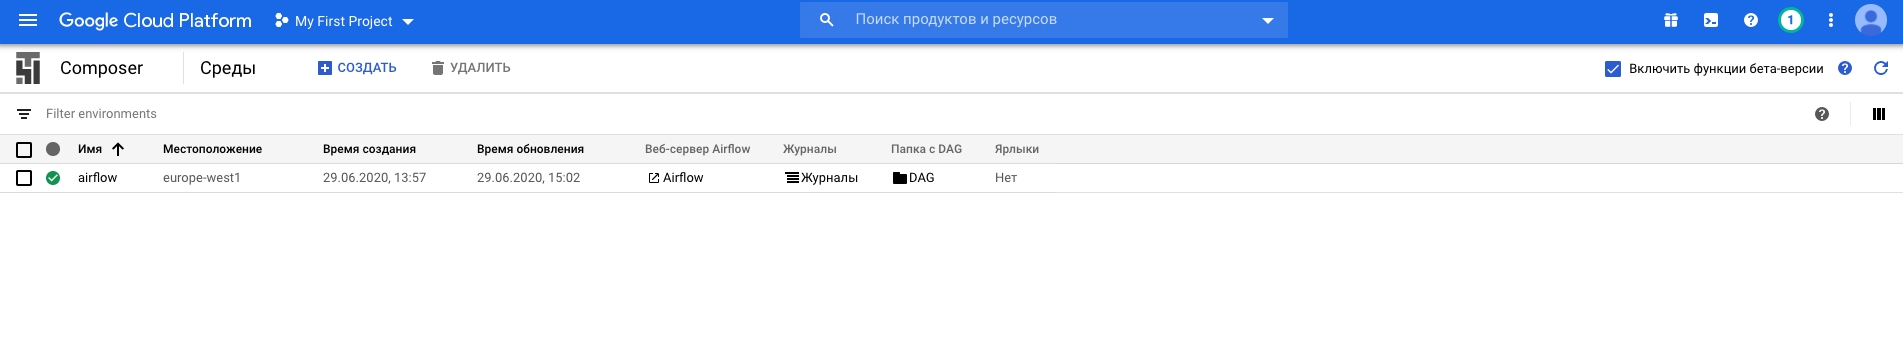 Google Cloud Platform My First Project Поиск продуктов и ресурсов 1
Composer Среды СОЗДАТЬ УДАЛИТЬ Включить функции бета-версии
Filter environments
Имя Местоположение Время создания Время обновления Веб-сервер Airflow Журналы Папка с DAG Ярлыки
airflow europe-west1 29.06.2020, 13:57 29.06.2020, 15:02 Airflow Журналы DAG Нет